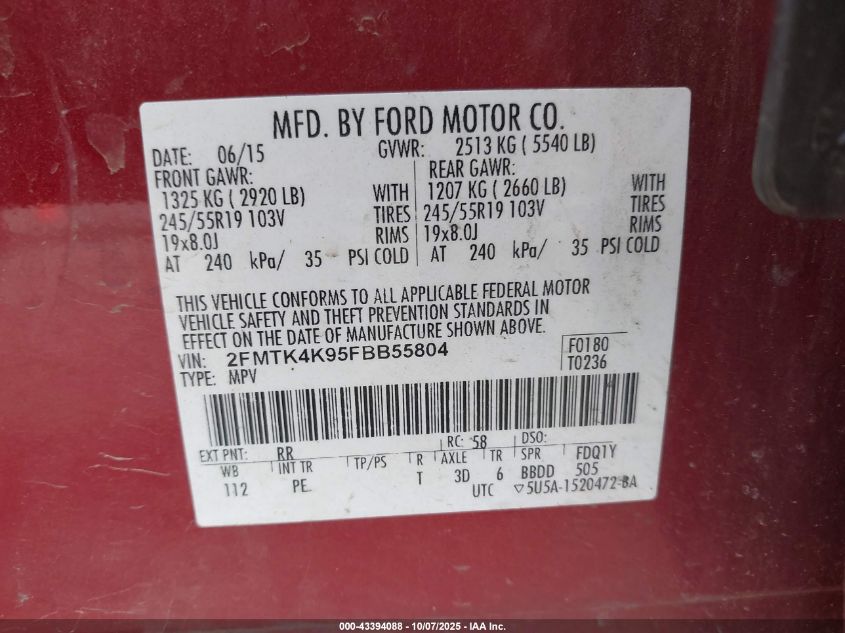 MFD. BY FORD MOTOR CO.
DATE: 06/15 GVWR: 2513 KG ( 5540 LB)
FRONT GAWR: REAR GAWR:
1325 KG ( 2920 LB) WITH 1207 KG ( 2660 LB) WITH
245/55R19 103V TIRES 245/55R19 103V TIRES
19x8.0J RIMS 19x8.0J RIMS
AT 240 kPa/ 35 PSI COLD AT 240 kPa/ 35 PSI COLD
THIS VEHICLE CONFORMS TO ALL APPLICABLE FEDERAL MOTOR
VEHICLE SAFETY AND THEFT PREVENTION STANDARDS IN
EFFECT ON THE DATE OF MANUFACTURE SHOWN ABOVE.
VIN: 2FMTK4K95FBB55804 F0180
TYPE: MPV T0236
EXT PNT: RR RC: 58 DSO:
WB INT TR TP/PS R AXLE TR SPR FDQ1Y
112 PE T 3D 6 BBDD 505
UTC ▽5U5A-1520472-BA
000-43394088 - 10/07/2025 - IAA Inc.